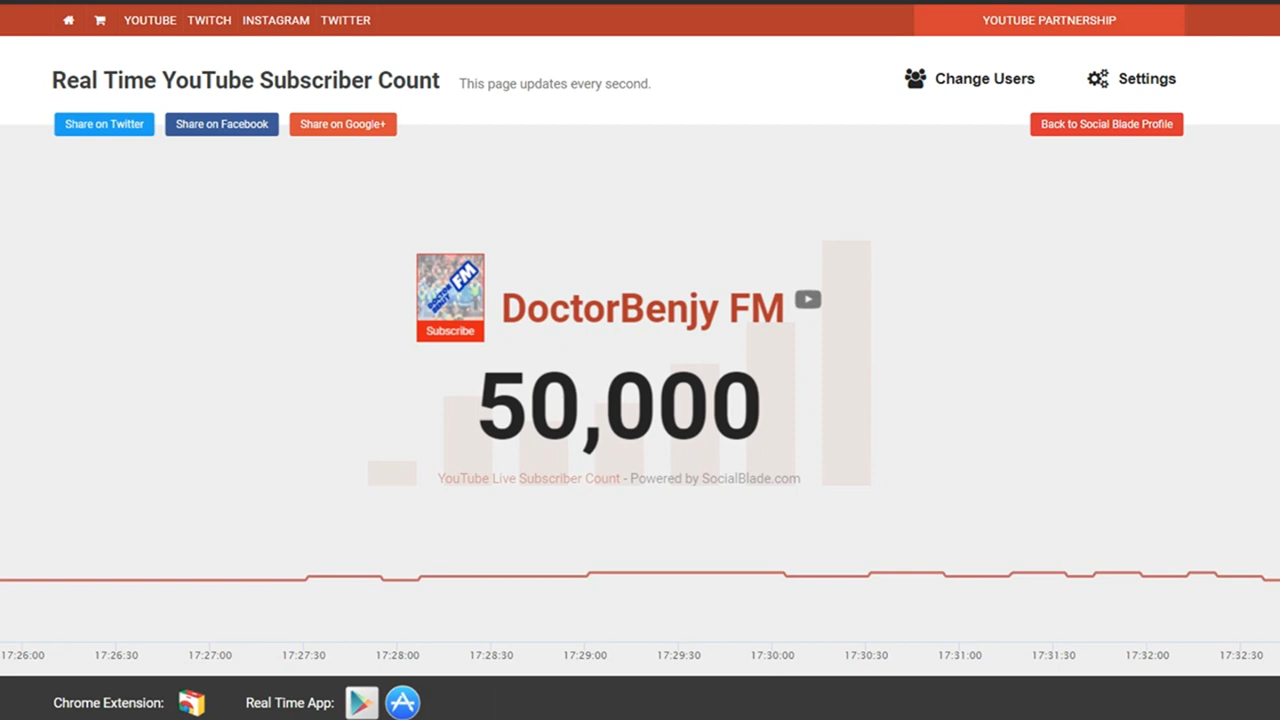 YOUTUBE TWITCH INSTAGRAM TWITTER YOUTUBE PARTNERSHIP
Real Time YouTube Subscriber Count This page updates every second. Change Users Settings
Share on Twitter Share on Facebook Share on Google+ Back to Social Blade Profile
DOCTOR BENJY FM
Subscribe
DoctorBenjy FM
50,000
YouTube Live Subscriber Count - Powered by SocialBlade.com
17:26:00 17:26:30 17:27:00 17:27:30 17:28:00 17:28:30 17:29:00 17:29:30 17:30:00 17:30:30 17:31:00 17:31:30 17:32:00 17:32:30
Chrome Extension: Real Time App: